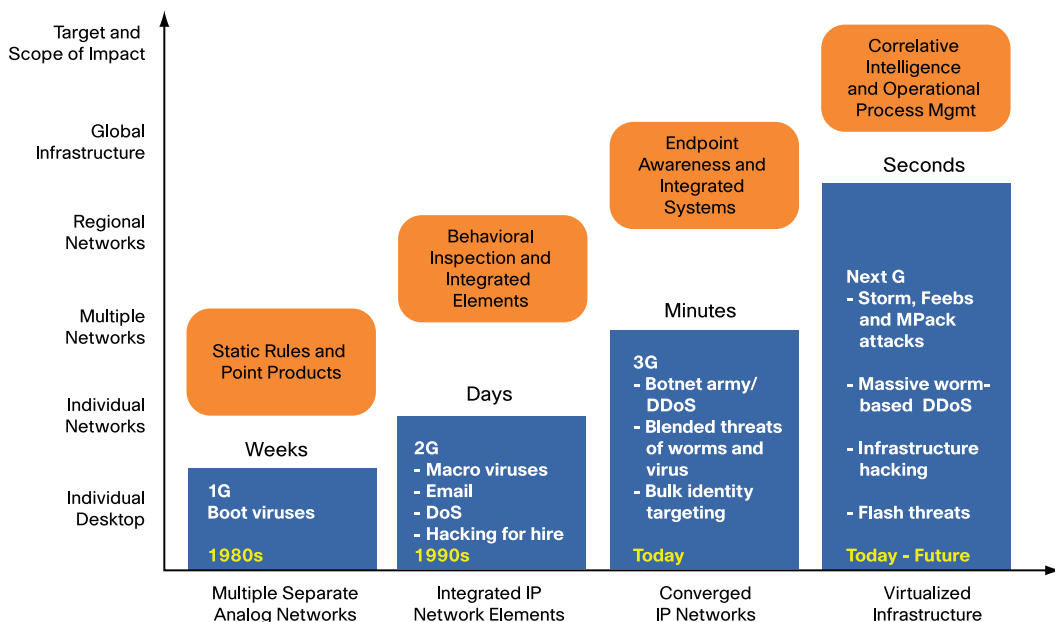 Target and
Scope of Impact
Global
Infrastructure
Regional
Networks
Multiple
Networks
Individual
Networks
Individual
Desktop
Static Rules and
Point Products
Weeks
1G
Boot viruses
1980s
Multiple Separate
Analog Networks
Behavioral
Inspection and
Integrated
Elements
Days
2G
- Macro viruses
- Email
- DoS
- Hacking for hire
1990s
Integrated IP
Network Elements
Endpoint
Awareness and
Integrated
Systems
Minutes
3G
- Botnet army/
DDoS
- Blended threats
of worms and
virus
- Bulk identity
targeting
Today
Converged
IP Networks
Correlative
Intelligence
and Operational
Process Mgmt
Seconds
Next G
- Storm, Feebs
and MPack
attacks
- Massive worm-
based DDoS
- Infrastructure
hacking
- Flash threats
Today - Future
Virtualized
Infrastructure